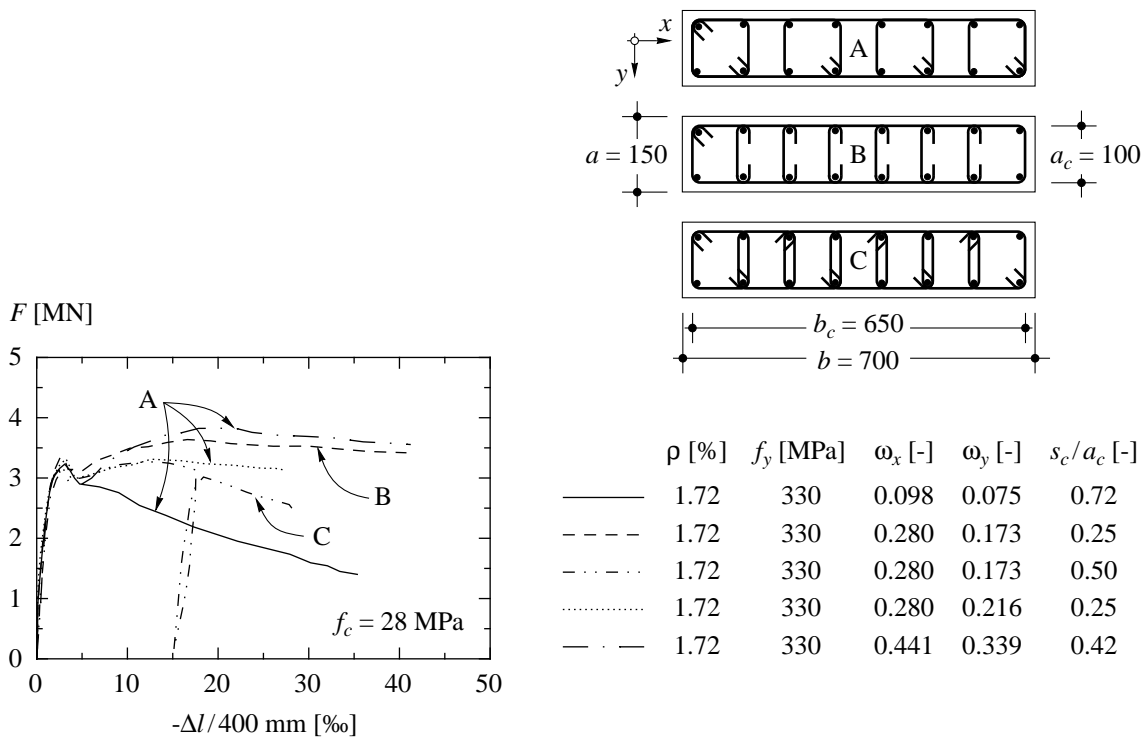 x
y
A
a = 150
B
a_c = 100
C
b_c = 650
b = 700
F [MN]
5
4
3
2
1
0
A
B
C
f_c = 28 MPa
0 10 20 30 40 50
-Δl/400 mm [‰]
ρ [%] f_y [MPa] ω_x [-] ω_y [-] s_c/a_c [-]
1.72 330 0.098 0.075 0.72
1.72 330 0.280 0.173 0.25
1.72 330 0.280 0.173 0.50
1.72 330 0.280 0.216 0.25
1.72 330 0.441 0.339 0.42